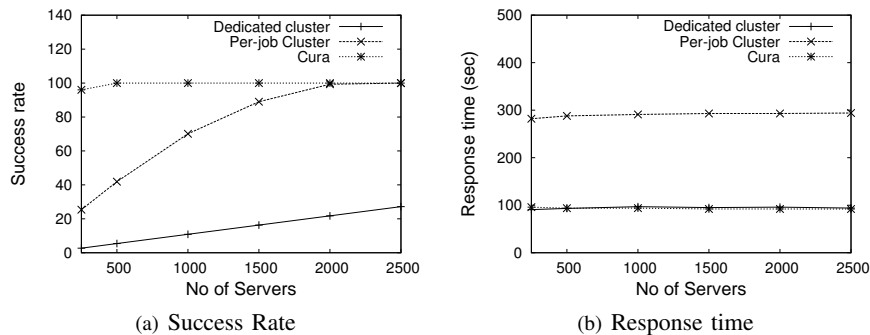 140
120
100
80
60
40
20
0
500 1000 1500 2000 2500
Success rate
No of Servers
Dedicated cluster
Per-job Cluster
Cura
(a) Success Rate
500
400
300
200
100
0
500 1000 1500 2000 2500
Response time (sec)
No of Servers
Dedicated cluster
Per-job Cluster
Cura
(b) Response time